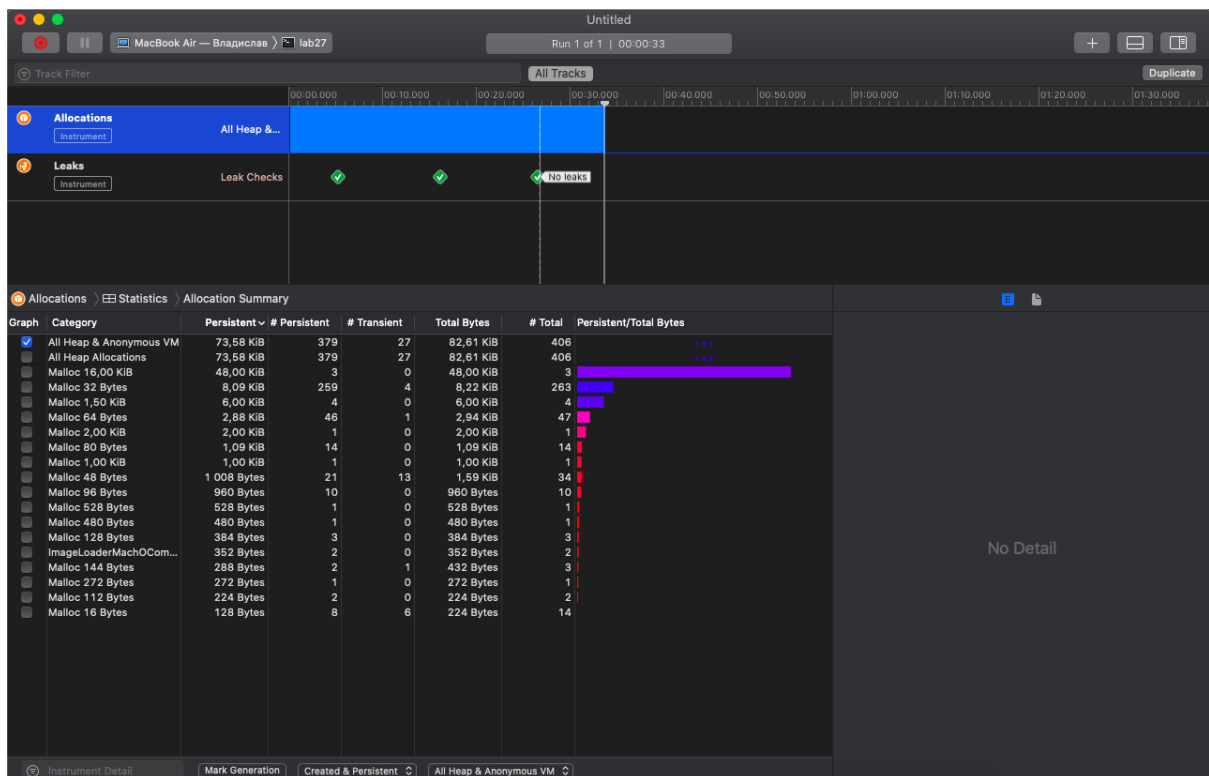 Untitled
MacBook Air — Владислав 〉 lab27
Run 1 of 1 | 00:00:33
Track Filter
All Tracks
Duplicate
00:00.000 00:10.000 00:20.000 00:30.000 00:40.000 00:50.000 01:00.000 01:10.000 01:20.000 01:30.000
Allocations
Instrument
All Heap &...
Leaks
Instrument
Leak Checks
No leaks
Allocations 〉 Statistics 〉 Allocation Summary
E
Graph Category Persistent # Persistent # Transient Total Bytes # Total Persistent/Total Bytes
All Heap & Anonymous VM 73,58 KiB 379 27 82,61 KiB 406
All Heap Allocations 73,58 KiB 379 27 82,61 KiB 406
Malloc 16,00 KiB 48,00 KiB 3 0 48,00 KiB 3
Malloc 32 Bytes 8,09 KiB 259 4 8,22 KiB 263
Malloc 1,50 KiB 6,00 KiB 4 0 6,00 KiB 4
Malloc 64 Bytes 2,88 KiB 46 1 2,94 KiB 47
Malloc 2,00 KiB 2,00 KiB 1 0 2,00 KiB 1
Malloc 80 Bytes 1,09 KiB 14 0 1,09 KiB 14
Malloc 1,00 KiB 1,00 KiB 1 0 1,00 KiB 1
Malloc 48 Bytes 1 008 Bytes 21 13 1,59 KiB 34
Malloc 96 Bytes 960 Bytes 10 0 960 Bytes 10
Malloc 528 Bytes 528 Bytes 1 0 528 Bytes 1
Malloc 480 Bytes 480 Bytes 1 0 480 Bytes 1
Malloc 128 Bytes 384 Bytes 3 0 384 Bytes 3
ImageLoaderMachOCom... 352 Bytes 2 0 352 Bytes 2
Malloc 144 Bytes 288 Bytes 2 1 432 Bytes 3
Malloc 272 Bytes 272 Bytes 1 0 272 Bytes 1
Malloc 112 Bytes 224 Bytes 2 0 224 Bytes 2
Malloc 16 Bytes 128 Bytes 8 6 224 Bytes 14
No Detail
Instrument Detail
Mark Generation
Created & Persistent
All Heap & Anonymous VM